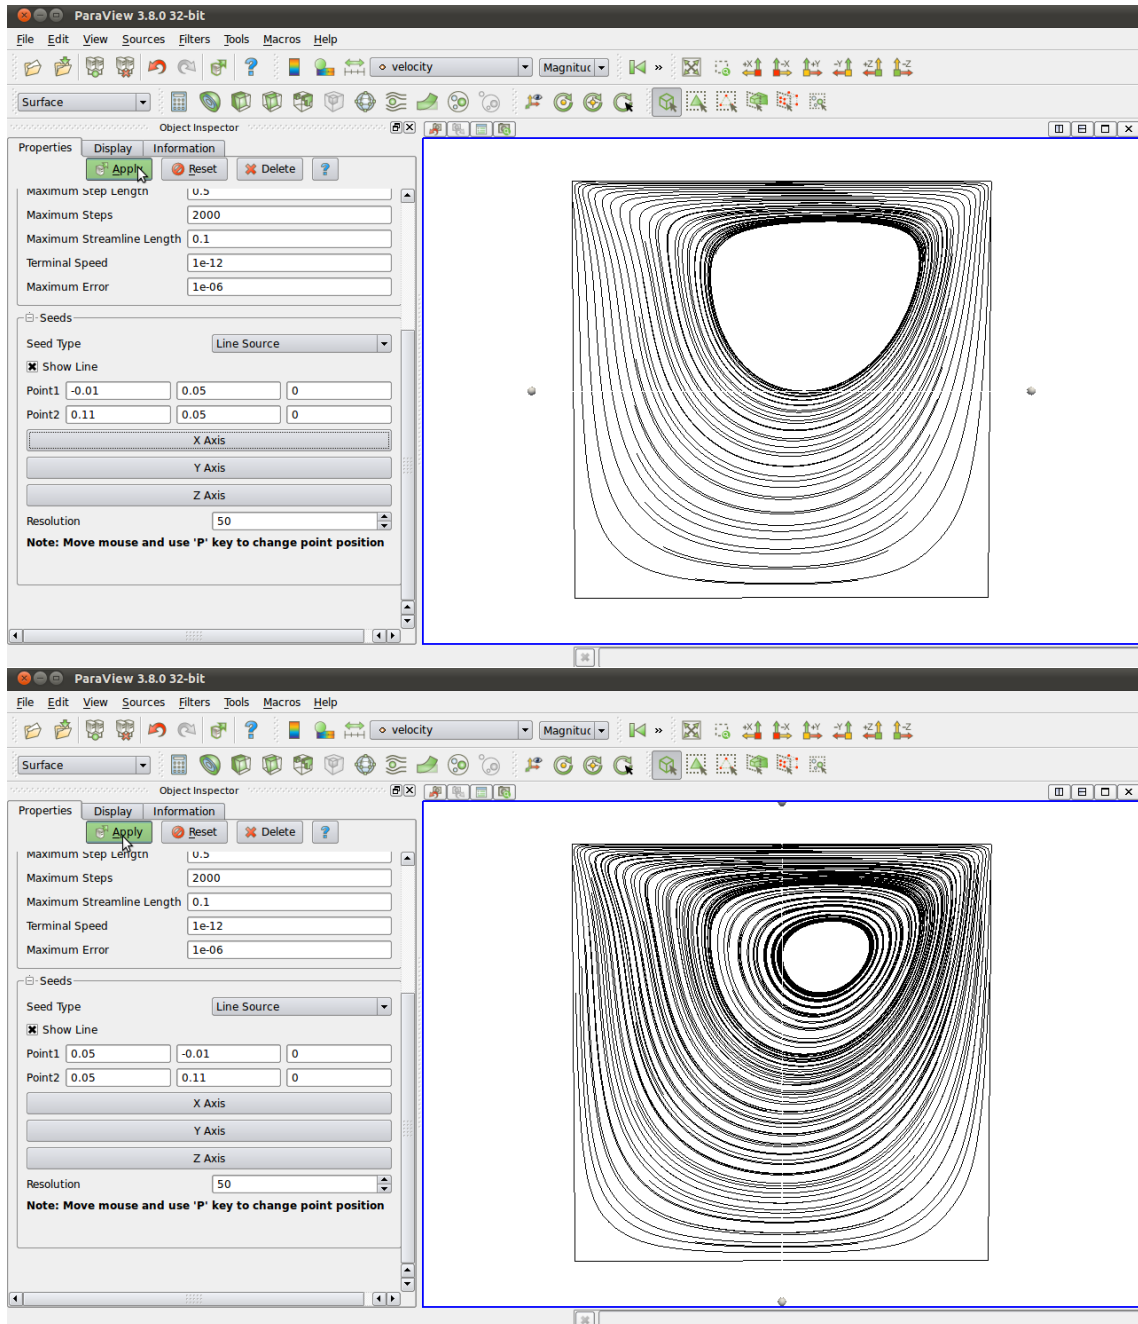 ParaView 3.8.0 32-bit
File Edit View Sources Filters Tools Macros Help
velocity Magnituc
+X -X +Y -Y +Z -Z
Surface
Object Inspector
Properties Display Information
Apply Reset Delete ?
Maximum Step Length 0.5
Maximum Steps 2000
Maximum Streamline Length 0.1
Terminal Speed 1e-12
Maximum Error 1e-06
Seeds
Seed Type Line Source
Show Line
Point1 -0.01 0.05 0
Point2 0.11 0.05 0
X Axis
Y Axis
Z Axis
Resolution 50
Note: Move mouse and use 'P' key to change point position
ParaView 3.8.0 32-bit
File Edit View Sources Filters Tools Macros Help
velocity Magnituc
+X -X +Y -Y +Z -Z
Surface
Object Inspector
Properties Display Information
Apply Reset Delete ?
Maximum Step Length 0.5
Maximum Steps 2000
Maximum Streamline Length 0.1
Terminal Speed 1e-12
Maximum Error 1e-06
Seeds
Seed Type Line Source
Show Line
Point1 0.05 -0.01 0
Point2 0.05 0.11 0
X Axis
Y Axis
Z Axis
Resolution 50
Note: Move mouse and use 'P' key to change point position